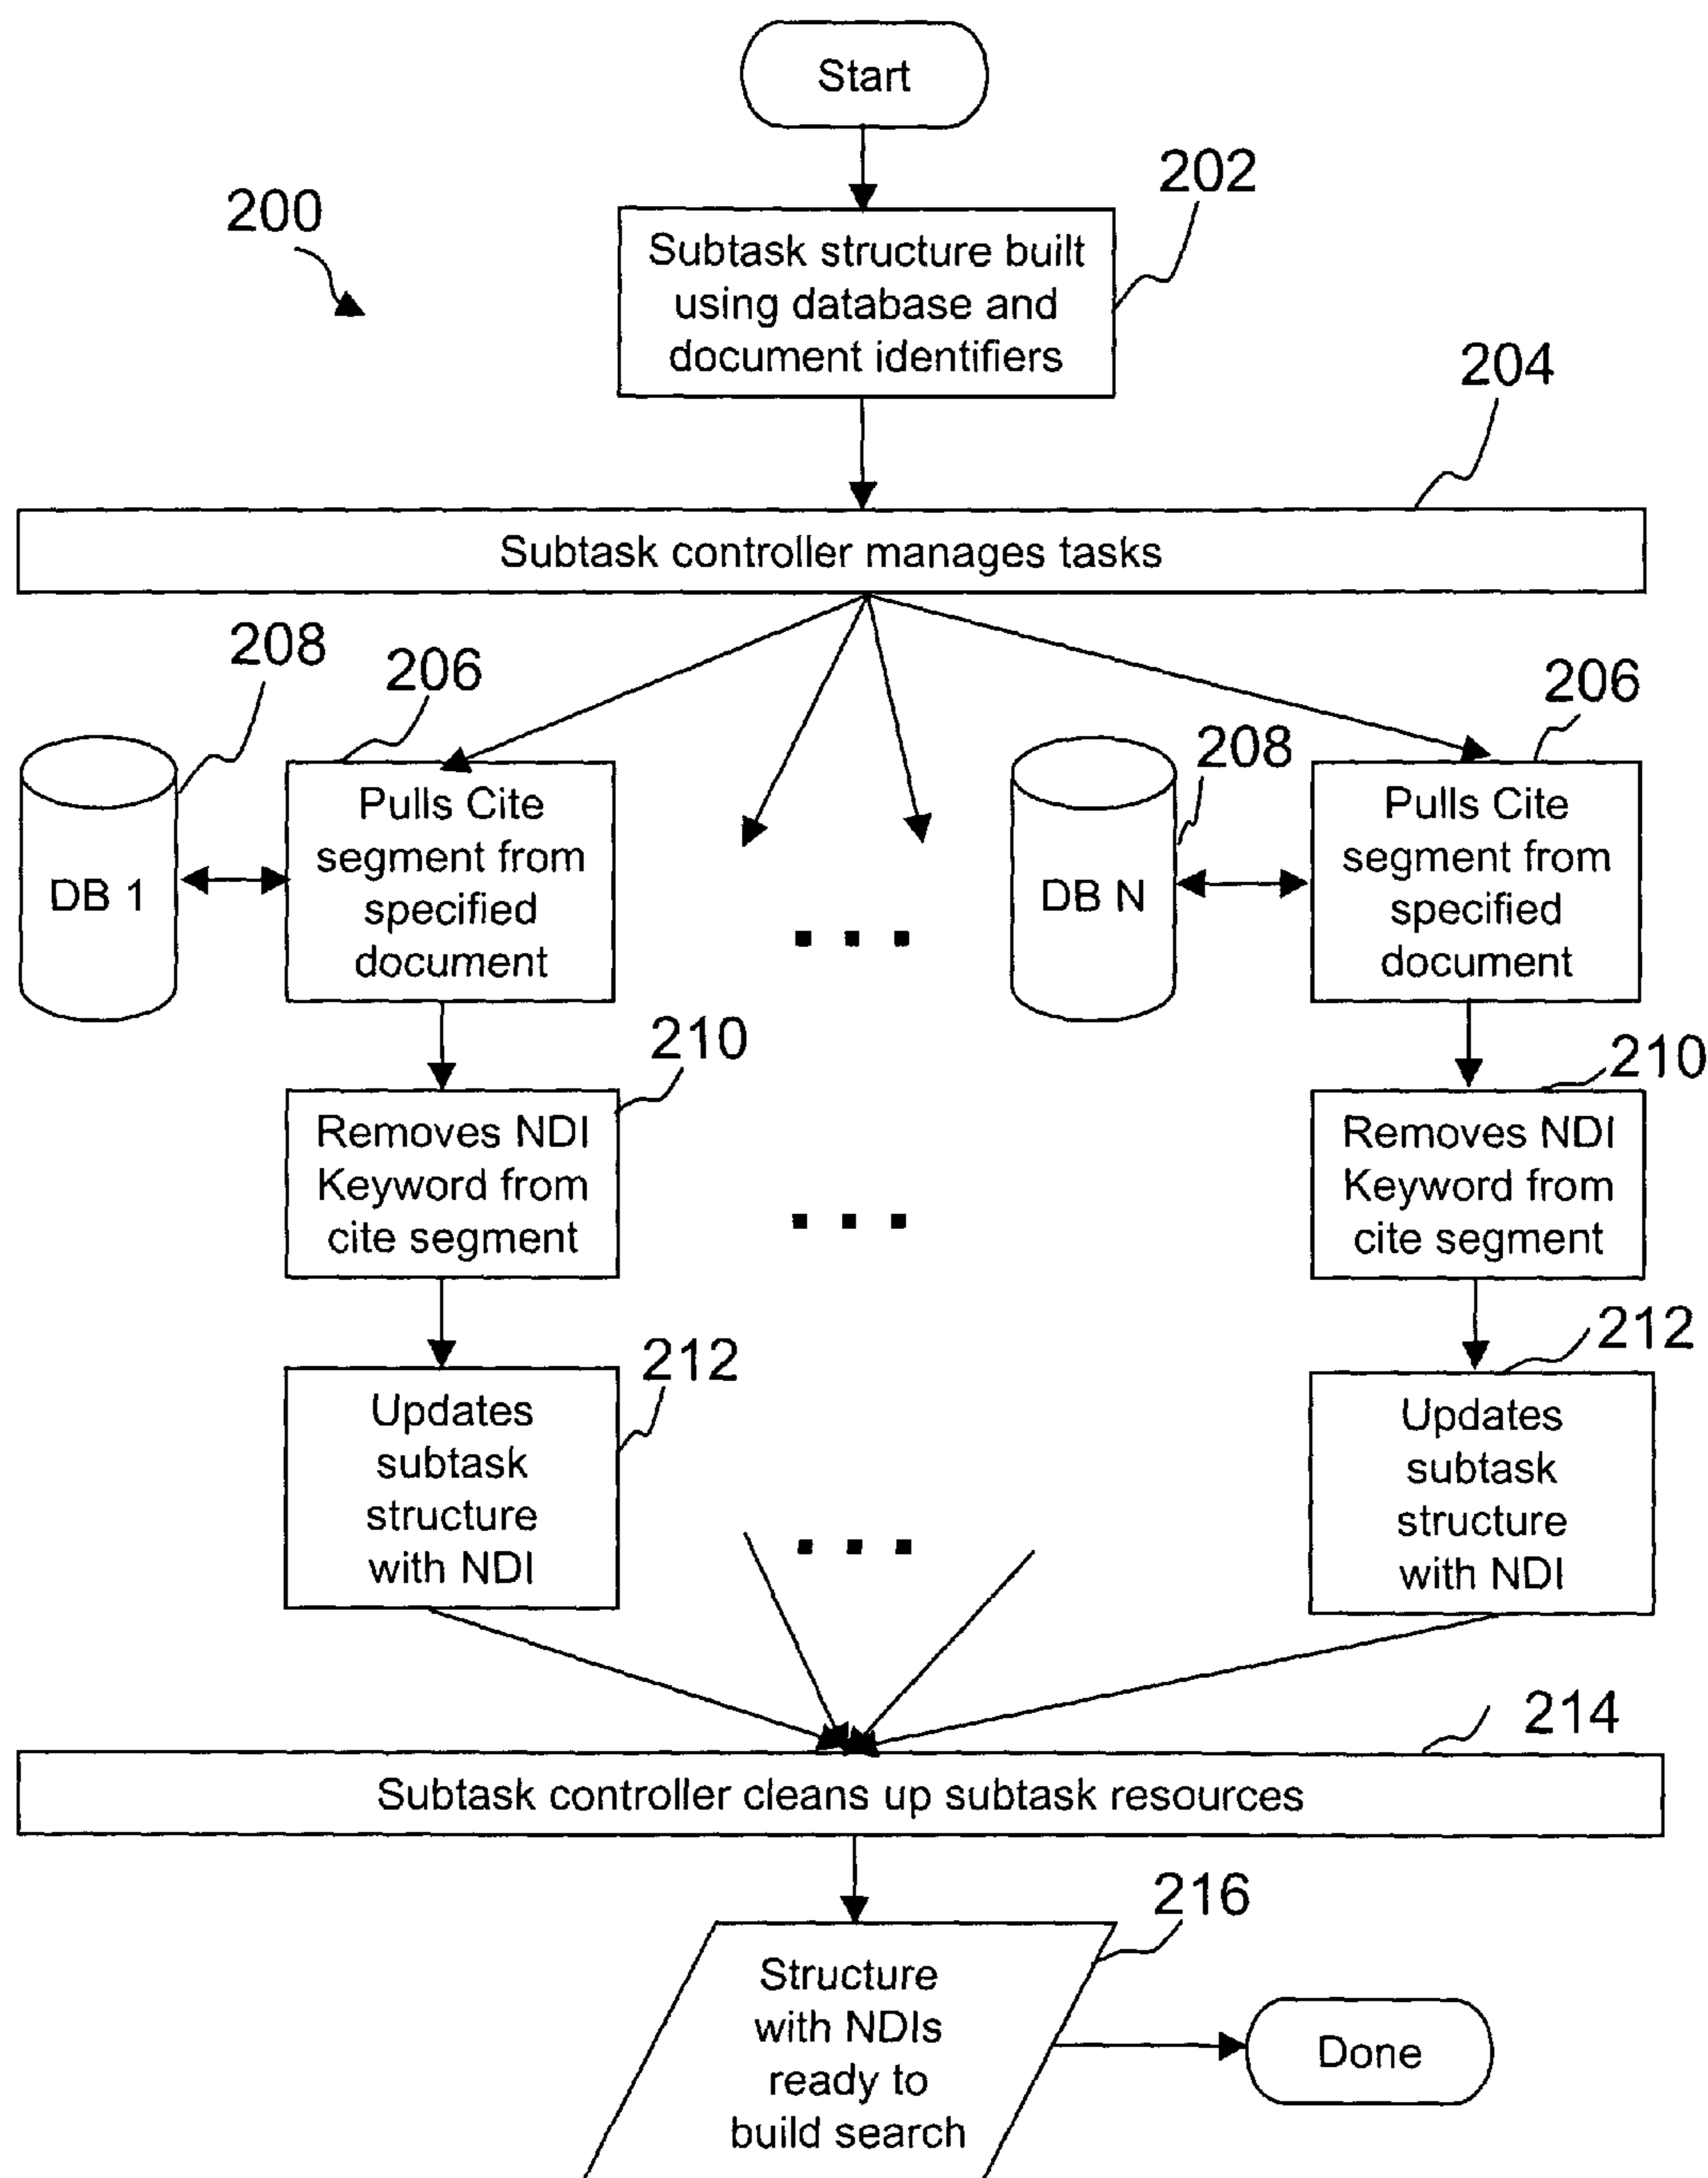 Start
202
200
Subtask structure built
using database and
document identifiers
204
Subtask controller manages tasks
208
206
206
208
DB 1
Pulls Cite
segment from
specified
document
DB N
Pulls Cite
segment from
specified
document
210
210
Removes NDI
Keyword from
cite segment
Removes NDI
Keyword from
cite segment
212
212
Updates
subtask
structure
with NDI
Updates
subtask
structure
with NDI
214
Subtask controller cleans up subtask resources
216
Structure
with NDIs
ready to
build search
Done